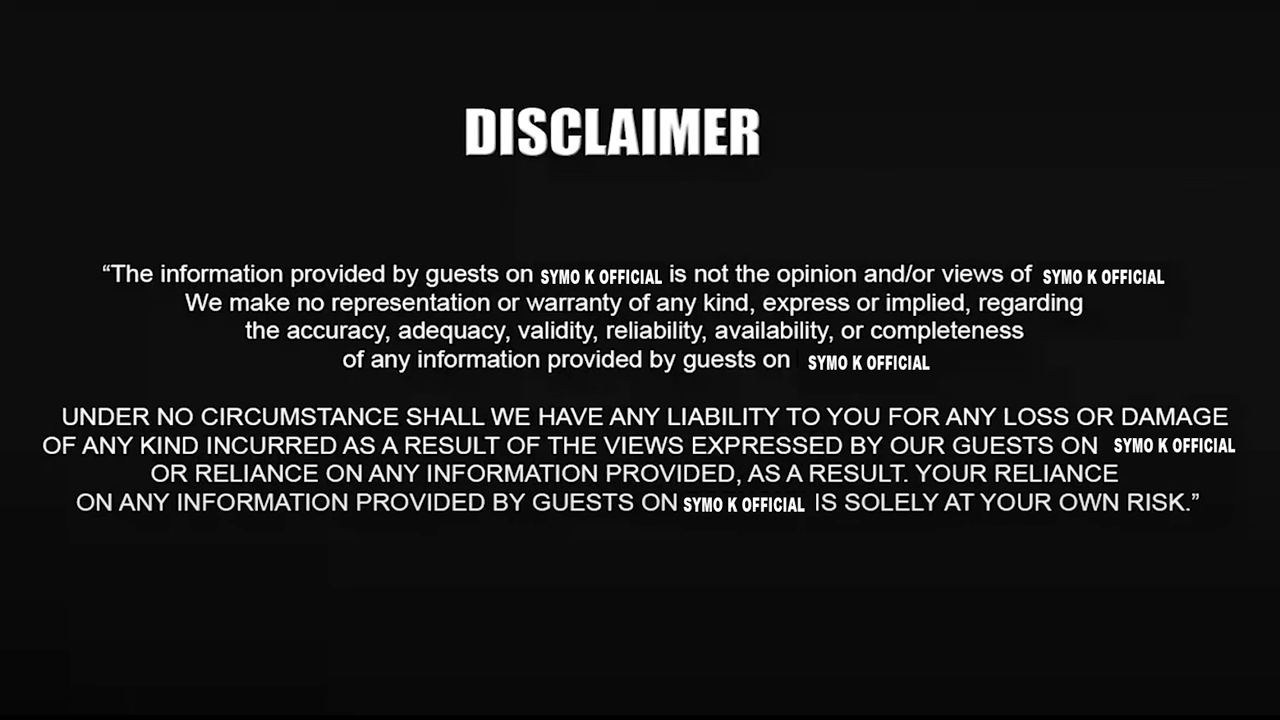 DISCLAIMER
“The information provided by guests on SYMO K OFFICIAL is not the opinion and/or views of SYMO K OFFICIAL
We make no representation or warranty of any kind, express or implied, regarding
the accuracy, adequacy, validity, reliability, availability, or completeness
of any information provided by guests on SYMO K OFFICIAL
UNDER NO CIRCUMSTANCE SHALL WE HAVE ANY LIABILITY TO YOU FOR ANY LOSS OR DAMAGE
OF ANY KIND INCURRED AS A RESULT OF THE VIEWS EXPRESSED BY OUR GUESTS ON SYMO K OFFICIAL
OR RELIANCE ON ANY INFORMATION PROVIDED, AS A RESULT. YOUR RELIANCE
ON ANY INFORMATION PROVIDED BY GUESTS ON SYMO K OFFICIAL IS SOLELY AT YOUR OWN RISK.”